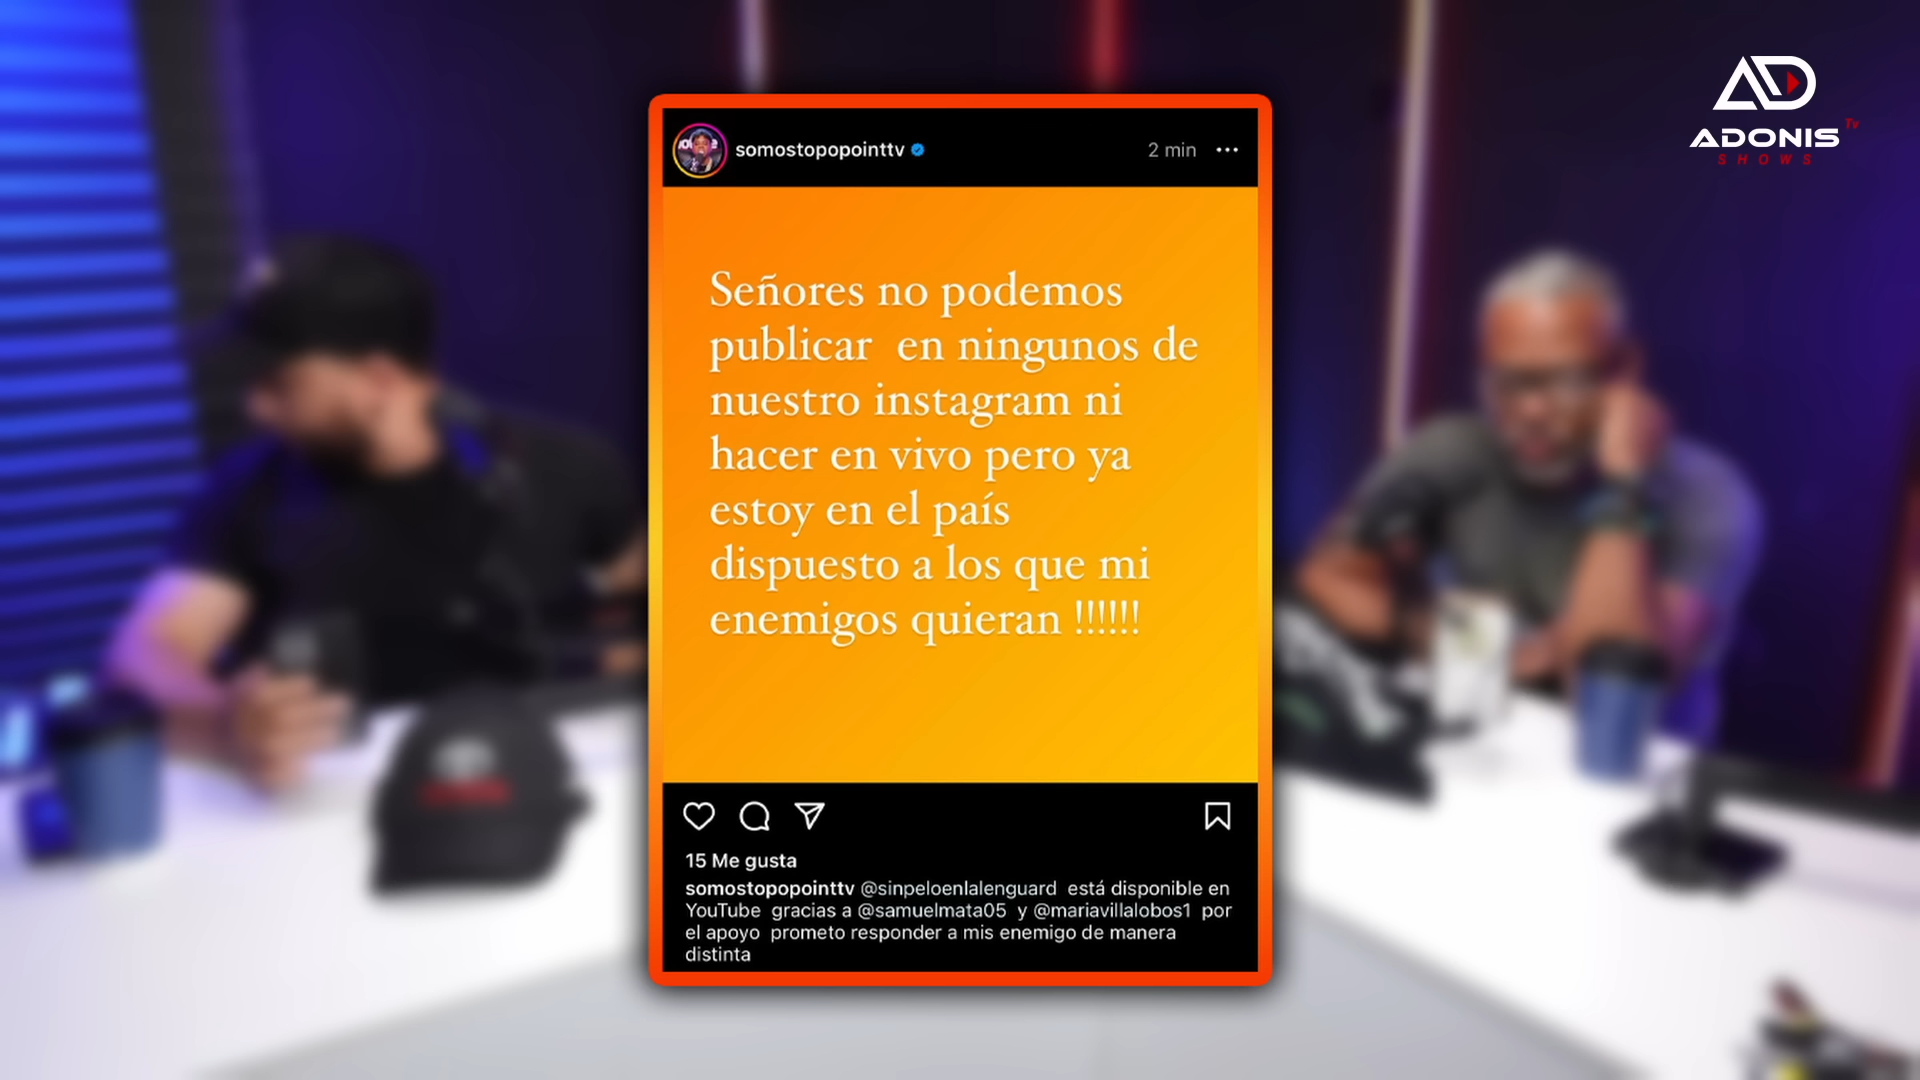 somostopopointtv
2 min
Señores no podemos
publicar en ningunos de
nuestro instagram ni
hacer en vivo pero ya
estoy en el país
dispuesto a los que mi
enemigos quieran !!!!!!
15 Me gusta
somostopopointtv @sinpeloenlalenguard está disponible en
YouTube gracias a @samuelmata05 y @mariavillalobos1 por
el apoyo prometo responder a mis enemigo de manera
distinta
AD
ADONIS Tv
SHOWS